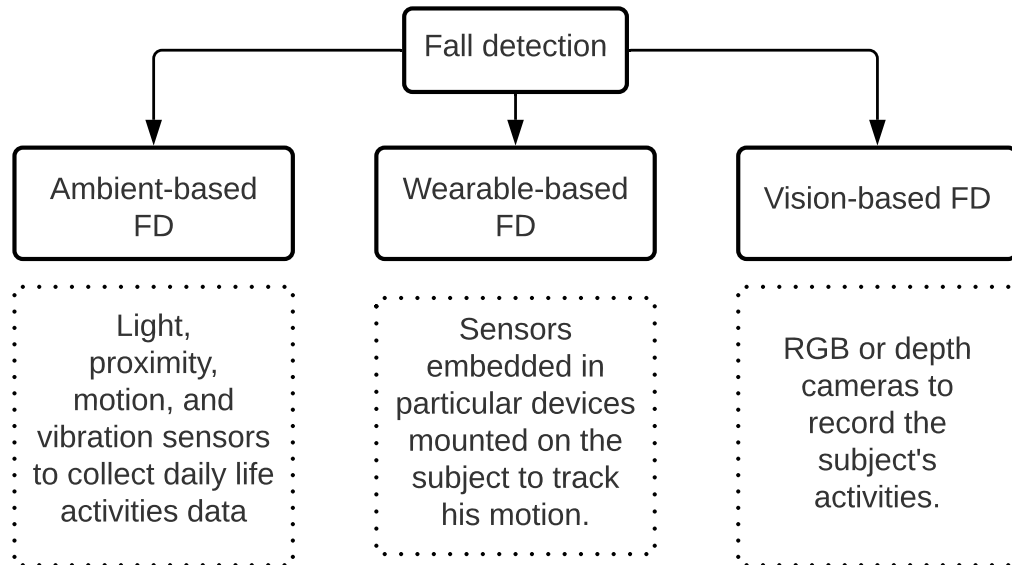 Fall detection
Ambient-based
FD
Wearable-based
FD
Vision-based FD
Light,
proximity,
motion, and
vibration sensors
to collect daily life
activities data
Sensors
embedded in
particular devices
mounted on the
subject to track
his motion.
RGB or depth
cameras to
record the
subject's
activities.